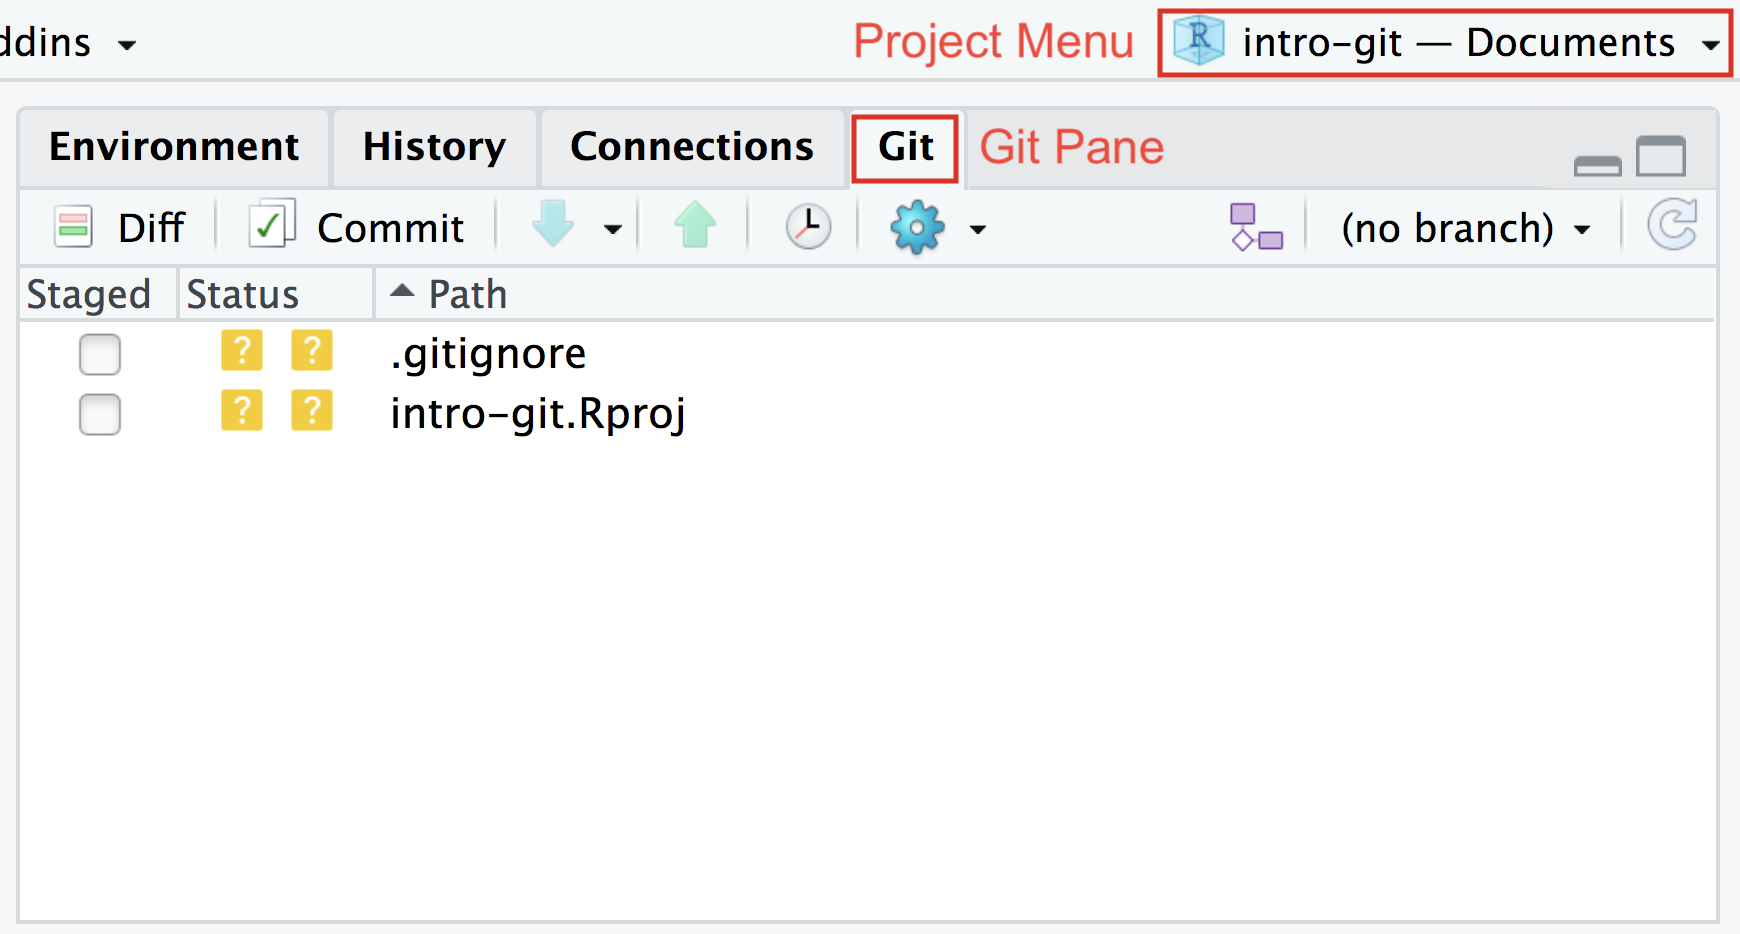 ddins
Project Menu
R intro-git — Documents
Environment History Connections Git Git Pane
Diff Commit (no branch)
Staged Status Path
? ? .gitignore
? ? intro-git.Rproj